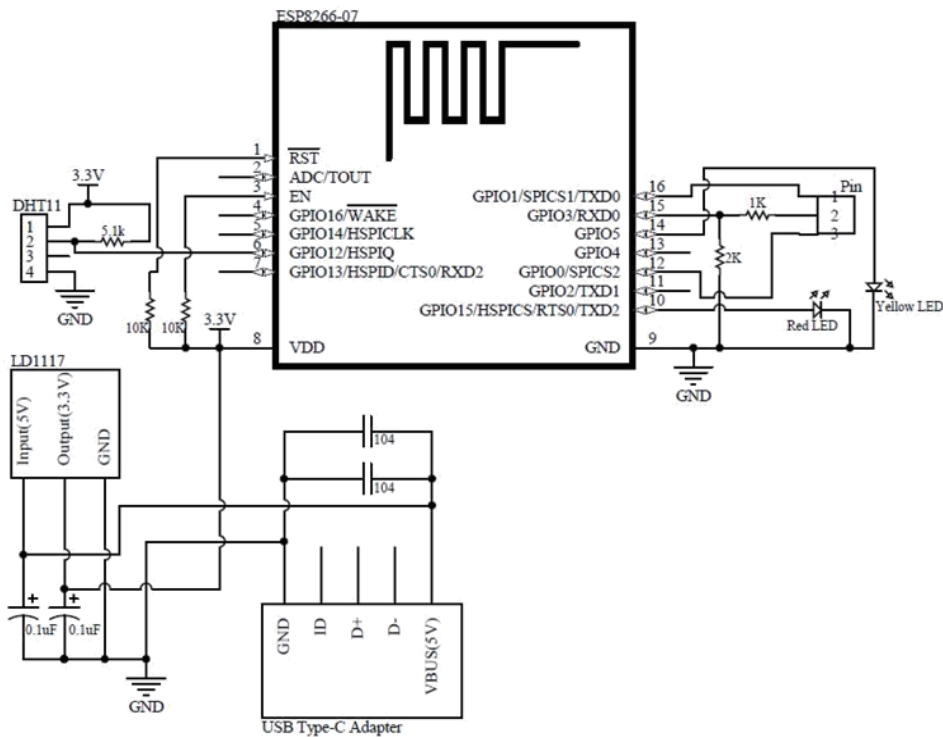 ESP8266-07
1
RST
2
ADC/TOUT
3
EN
4
GPIO16/WAKE
5
GPIO14/HSPICLK
6
GPIO12/HSPIQ
7
GPIO13/HSPID/CTS0/RXD2
8
VDD
GPIO1/SPICS1/TXD0
16
GPIO3/RXD0
15
GPIO5
14
GPIO4
13
GPIO0/SPICS2
12
GPIO2/TXD1
11
GPIO15/HSPICS/RTS0/TXD2
10
GND
9
3.3V
DHT11
1
2
3
4
5.1k
GND
10K
10K
3.3V
Pin
1
2
3
1K
2K
Yellow LED
Red LED
GND
LD1117
Input(5V)
Output(3.3V)
GND
+
0.1uF
+
0.1uF
GND
104
104
GND
ID
D+
D-
VBUS(5V)
USB Type-C Adapter